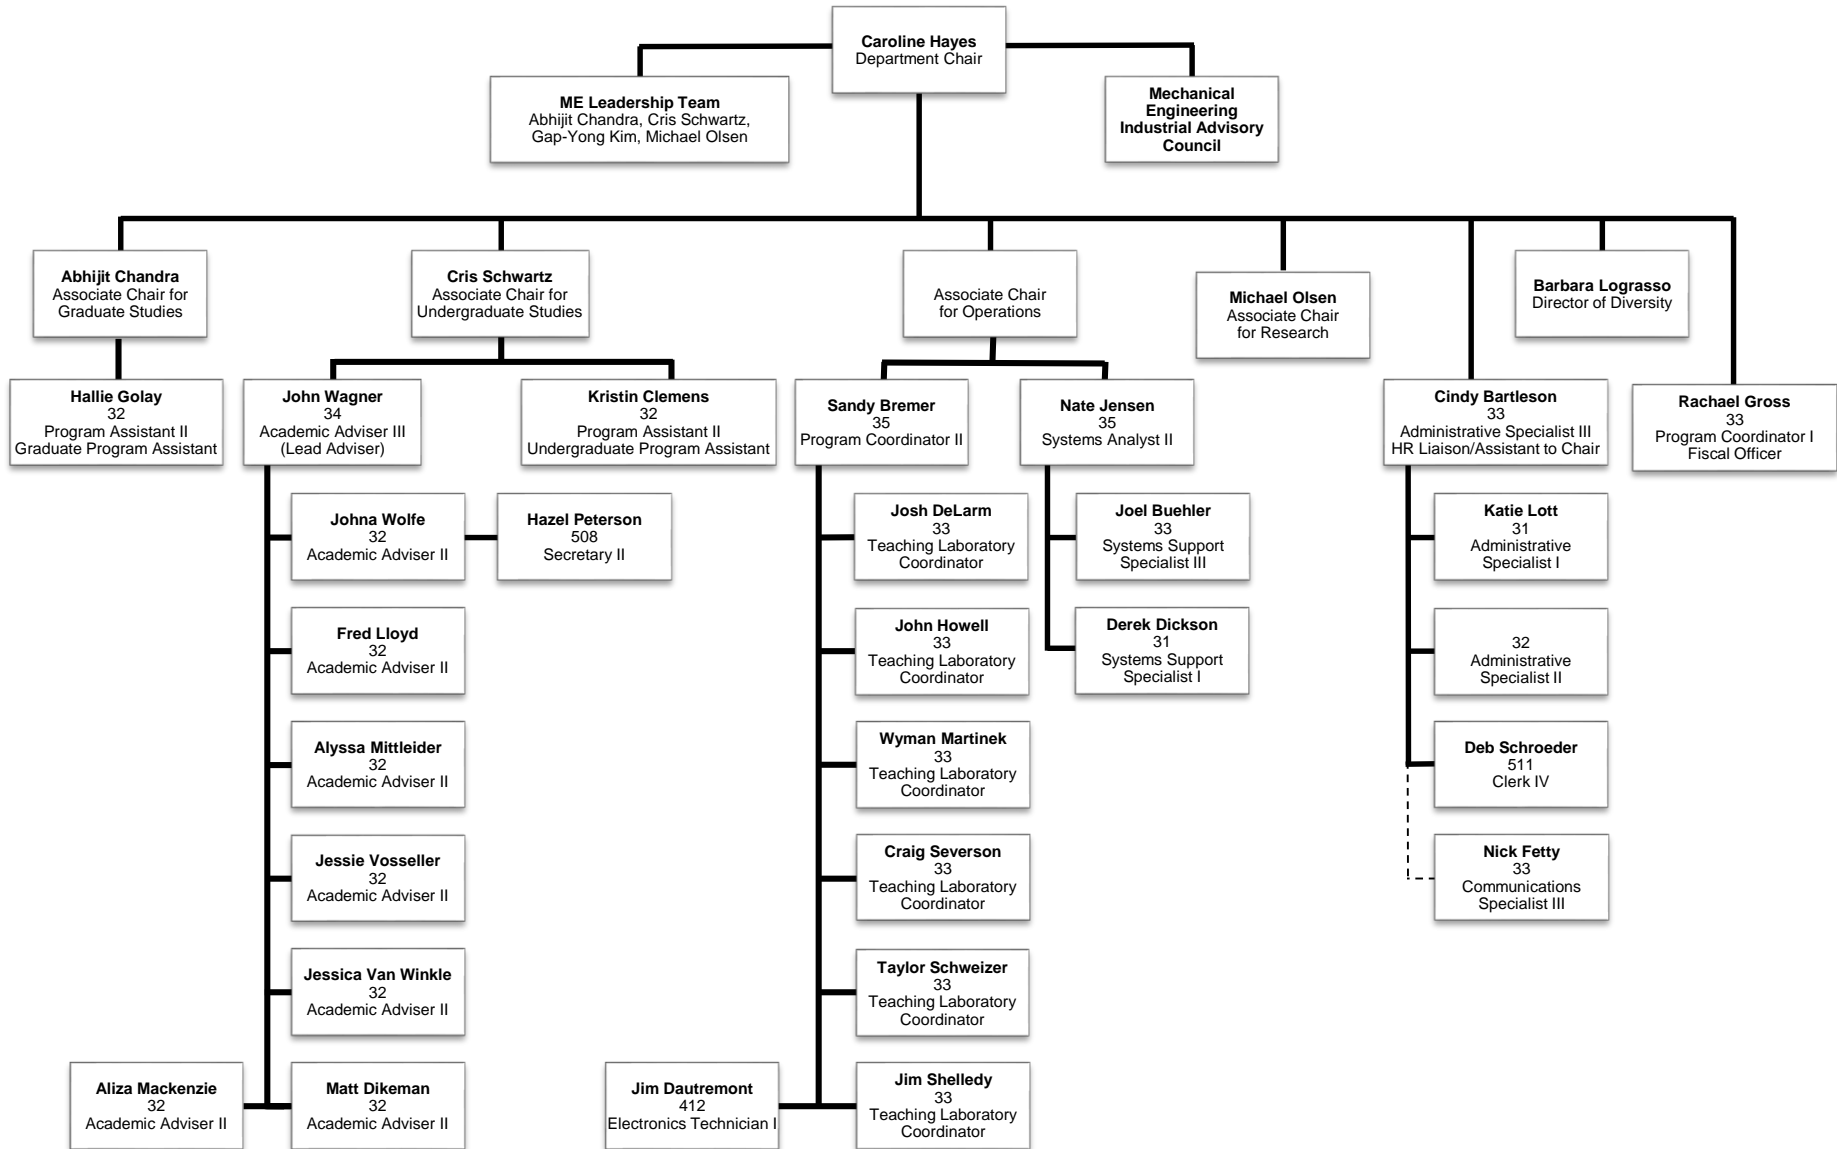 Caroline Hayes
Department Chair
ME Leadership Team
Abhijit Chandra, Cris Schwartz,
Gap-Yong Kim, Michael Olsen
Mechanical
Engineering
Industrial Advisory
Council
Abhijit Chandra
Associate Chair for
Graduate Studies
Cris Schwartz
Associate Chair for
Undergraduate Studies
Associate Chair
for Operations
Michael Olsen
Associate Chair
for Research
Barbara Lograsso
Director of Diversity
Hallie Golay
32
Program Assistant II
Graduate Program Assistant
John Wagner
34
Academic Adviser III
(Lead Adviser)
Kristin Clemens
32
Program Assistant II
Undergraduate Program Assistant
Sandy Bremer
35
Program Coordinator II
Nate Jensen
35
Systems Analyst II
Cindy Bartleson
33
Administrative Specialist III
HR Liaison/Assistant to Chair
Rachael Gross
33
Program Coordinator I
Fiscal Officer
Johna Wolfe
32
Academic Adviser II
Hazel Peterson
508
Secretary II
Josh DeLarm
33
Teaching Laboratory
Coordinator
Joel Buehler
33
Systems Support
Specialist III
Katie Lott
31
Administrative
Specialist I
Fred Lloyd
32
Academic Adviser II
John Howell
33
Teaching Laboratory
Coordinator
Derek Dickson
31
Systems Support
Specialist I
32
Administrative
Specialist II
Alyssa Mittleider
32
Academic Adviser II
Wyman Martinek
33
Teaching Laboratory
Coordinator
Deb Schroeder
511
Clerk IV
Jessie Vosseller
32
Academic Adviser II
Craig Severson
33
Teaching Laboratory
Coordinator
Nick Fetty
33
Communications
Specialist III
Jessica Van Winkle
32
Academic Adviser II
Taylor Schweizer
33
Teaching Laboratory
Coordinator
Aliza Mackenzie
32
Academic Adviser II
Matt Dikeman
32
Academic Adviser II
Jim Dautremont
412
Electronics Technician I
Jim Shelledy
33
Teaching Laboratory
Coordinator